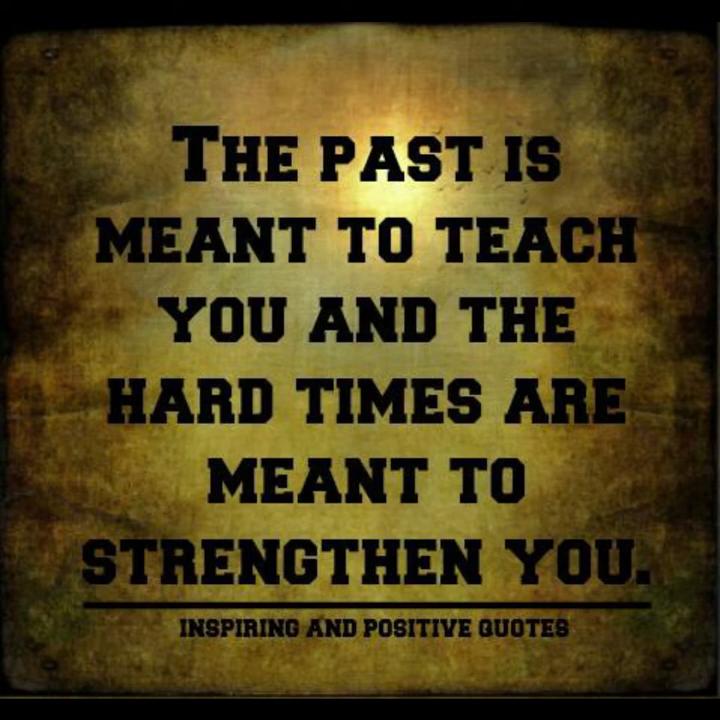 THE PAST IS
MEANT TO TEACH
YOU AND THE
HARD TIMES ARE
MEANT TO
STRENGTHEN YOU.
INSPIRING AND POSITIVE QUOTES